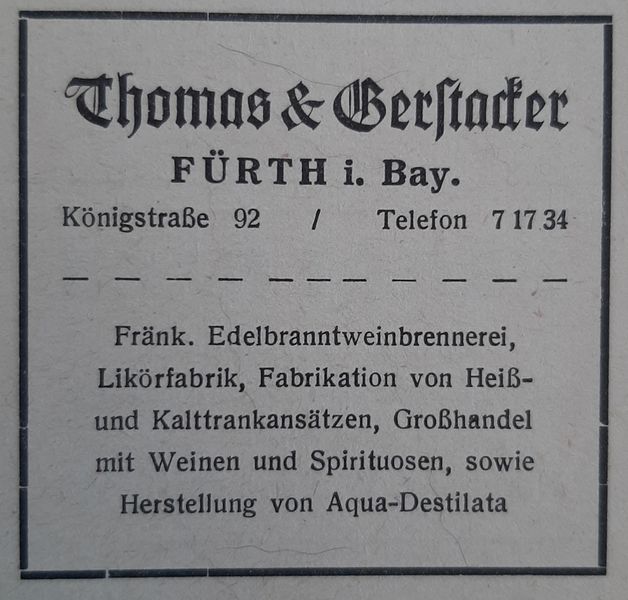 Thomas & Gerstacker
FÜRTH i. Bay.
Königstraße 92 / Telefon 7 17 34
Fränk. Edelbranntweinbrennerei,
Likörfabrik, Fabrikation von Heiß-
und Kalttrankansätzen, Großhandel
mit Weinen und Spirituosen, sowie
Herstellung von Aqua-Destilata